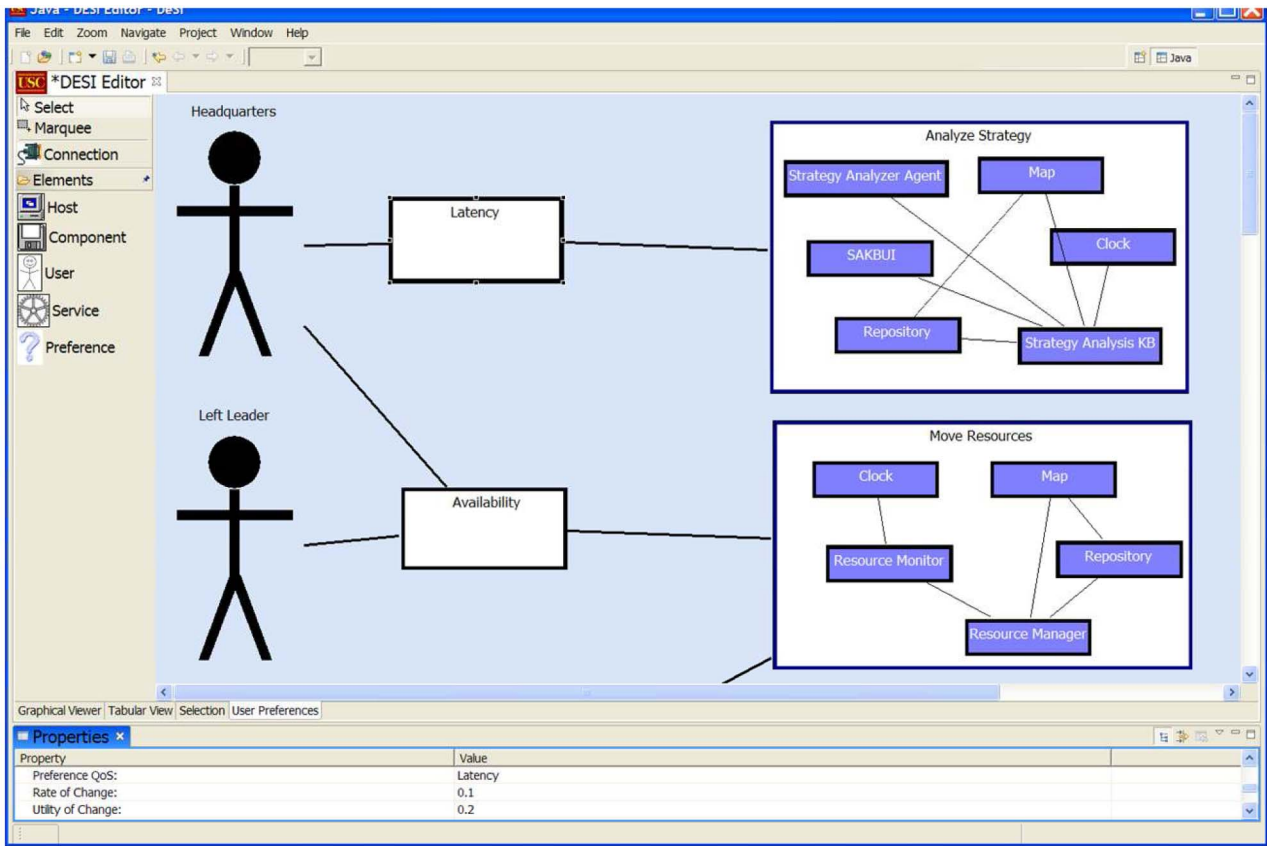 Java - DESI Editor - DeSi
File Edit Zoom Navigate Project Window Help
Java
USC *DESI Editor
Select
Marquee
Connection
Elements
Host
Component
User
Service
Preference
Headquarters
Latency
Analyze Strategy
Strategy Analyzer Agent
Map
SAKBUI
Clock
Repository
Strategy Analysis KB
Left Leader
Availability
Move Resources
Clock
Map
Resource Monitor
Repository
Resource Manager
Graphical Viewer Tabular View Selection User Preferences
Properties
Property Value
Preference QoS: Latency
Rate of Change: 0.1
Utility of Change: 0.2